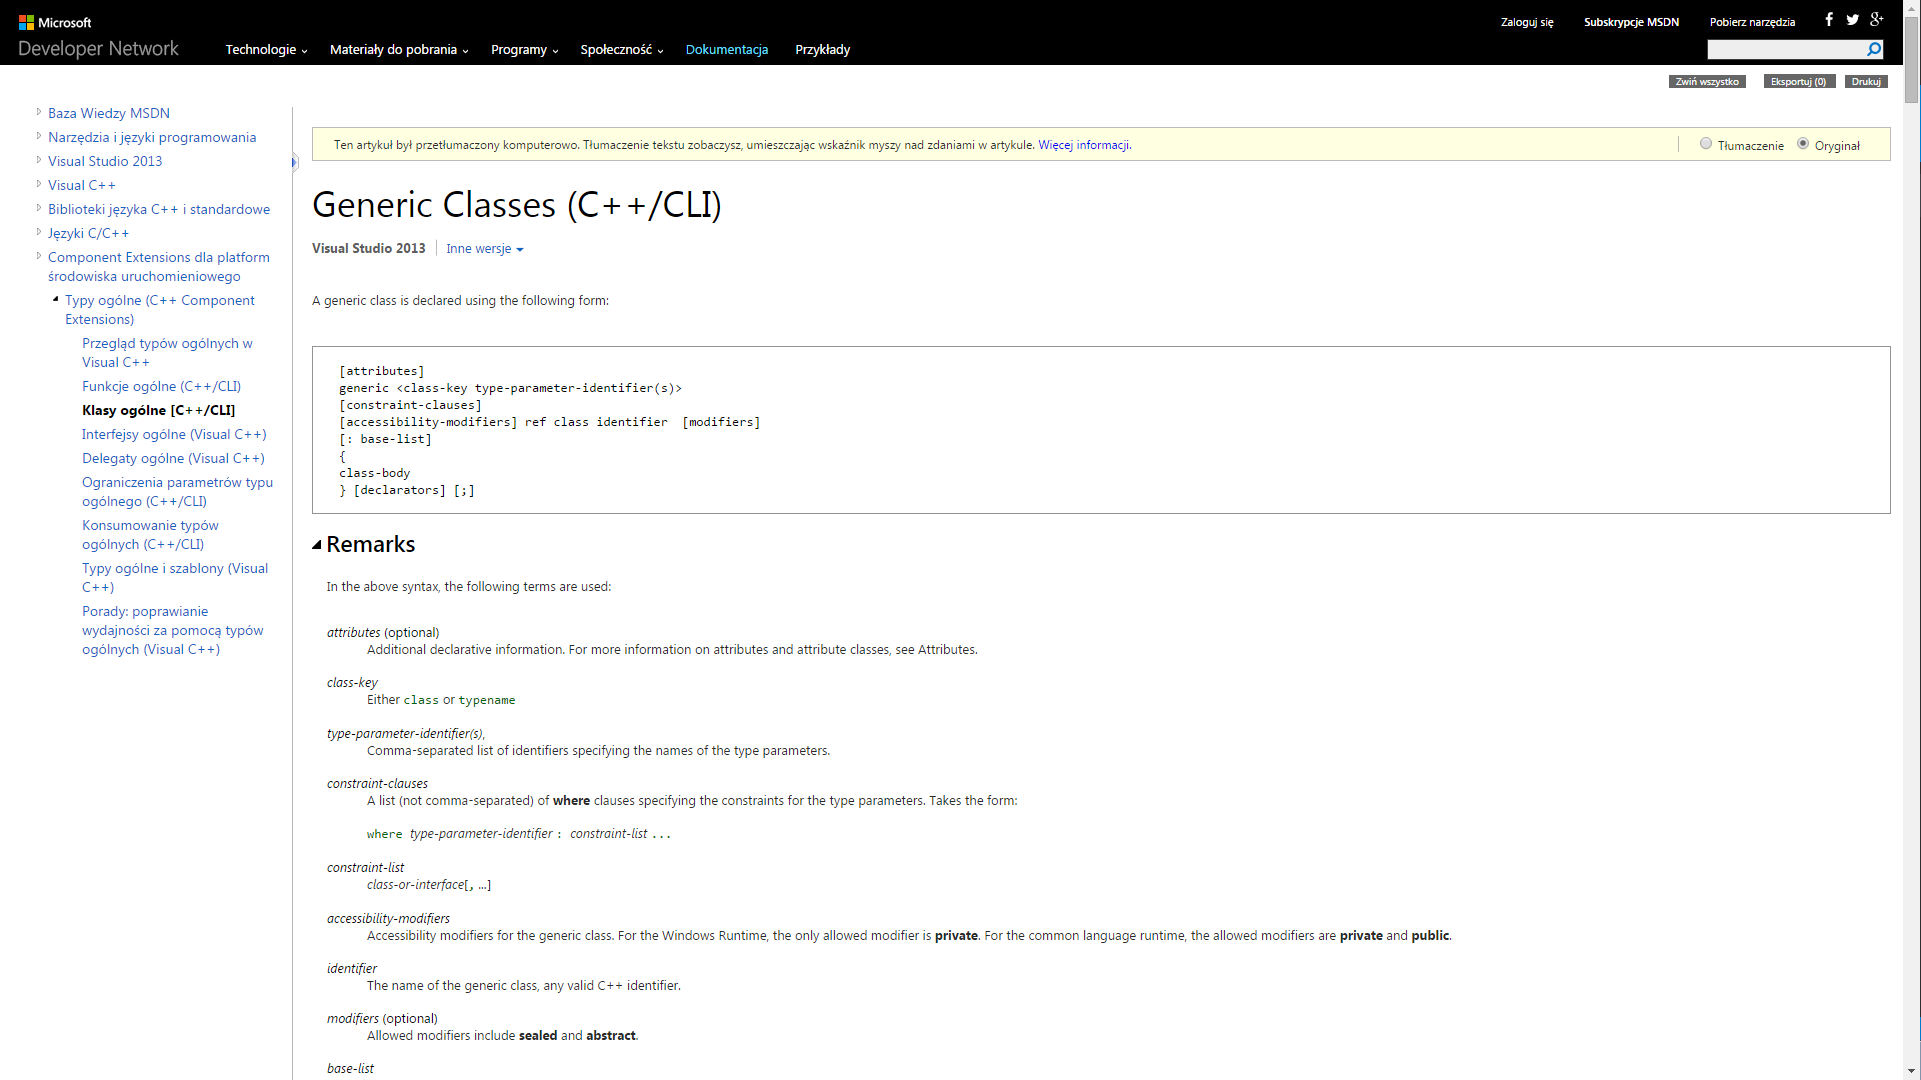 Microsoft
Developer Network
Technologie
Materiały do pobrania
Programy
Społeczność
Dokumentacja
Przykłady
Zaloguj się
Subskrypcje MSDN
Pobierz narzędzia
Zwiń wszystko
Eksportuj (0)
Drukuj
Baza Wiedzy MSDN
Narzędzia i języki programowania
Visual Studio 2013
Visual C++
Biblioteki języka C++ i standardowe
Języki C/C++
Component Extensions dla platform
środowiska uruchomieniowego
Typy ogólne (C++ Component
Extensions)
Przegląd typów ogólnych w
Visual C++
Funkcje ogólne (C++/CLI)
Klasy ogólne [C++/CLI]
Interfejsy ogólne (Visual C++)
Delegaty ogólne (Visual C++)
Ograniczenia parametrów typu
ogólnego (C++/CLI)
Konsumowanie typów
ogólnych (C++/CLI)
Typy ogólne i szablony (Visual
C++)
Porady: poprawianie
wydajności za pomocą typów
ogólnych (Visual C++)
Ten artykuł był przetłumaczony komputerowo. Tłumaczenie tekstu zobaczysz, umieszczając wskaźnik myszy nad zdaniami w artykule. Więcej informacji.
Tłumaczenie
Oryginał
Generic Classes (C++/CLI)
Visual Studio 2013
Inne wersje
A generic class is declared using the following form:
[attributes]
generic <class-key type-parameter-identifier(s)>
[constraint-clauses]
[accessibility-modifiers] ref class identifier  [modifiers]
[: base-list]
{
class-body
} [declarators] [;]
Remarks
In the above syntax, the following terms are used:
attributes (optional)
Additional declarative information. For more information on attributes and attribute classes, see Attributes.
class-key
Either class or typename
type-parameter-identifier(s),
Comma-separated list of identifiers specifying the names of the type parameters.
constraint-clauses
A list (not comma-separated) of where clauses specifying the constraints for the type parameters. Takes the form:
where type-parameter-identifier : constraint-list ...
constraint-list
class-or-interface[, ...]
accessibility-modifiers
Accessibility modifiers for the generic class. For the Windows Runtime, the only allowed modifier is private. For the common language runtime, the allowed modifiers are private and public.
identifier
The name of the generic class, any valid C++ identifier.
modifiers (optional)
Allowed modifiers include sealed and abstract.
base-list